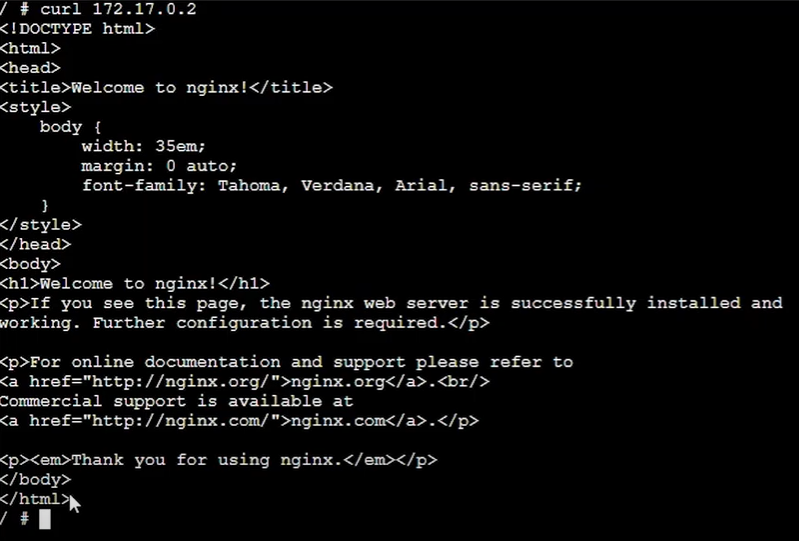 / # curl 172.17.0.2
<!DOCTYPE html>
<html>
<head>
<title>Welcome to nginx!</title>
<style>
    body {
        width: 35em;
        margin: 0 auto;
        font-family: Tahoma, Verdana, Arial, sans-serif;
    }
</style>
</head>
<body>
<h1>Welcome to nginx!</h1>
<p>If you see this page, the nginx web server is successfully installed and
working. Further configuration is required.</p>

<p>For online documentation and support please refer to
<a href="http://nginx.org/">nginx.org</a>.<br/>
Commercial support is available at
<a href="http://nginx.com/">nginx.com</a>.</p>

<p><em>Thank you for using nginx.</em></p>
</body>
</html>
/ #